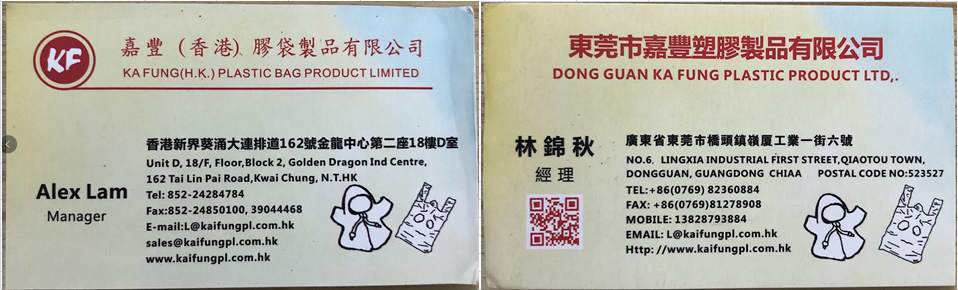 KF
嘉豐（香港）膠袋製品有限公司
KA FUNG(H.K.) PLASTIC BAG PRODUCT LIMITED
香港新界葵涌大連排道162號金龍中心第二座18樓D室
Unit D, 18/F, Floor,Block 2, Golden Dragon Ind Centre,
162 Tai Lin Pai Road,Kwai Chung, N.T.HK
Alex Lam
Manager
Tel: 852-24284784
Fax:852-24850100, 39044468
E-mail:L@kaifungpl.com.hk
sales@kaifungpl.com.hk
www.kaifungpl.com.hk
東莞市嘉豐塑膠製品有限公司
DONG GUAN KA FUNG PLASTIC PRODUCT LTD,.
林錦秋
經理
廣東省東莞市橋頭鎮嶺厦工業一街六號
NO.6, LINGXIA INDUSTRIAL FIRST STREET,QIAOTOU TOWN,
DONGGUAN, GUANGDONG CHIAA POSTAL CODE NO:523527
TEL:+86(0769) 82360884
FAX: +86(0769)81278908
MOBILE: 13828793884
EMAIL: L@kaifungpl.com.hk
Http: //www.kaifungpl.com.hk